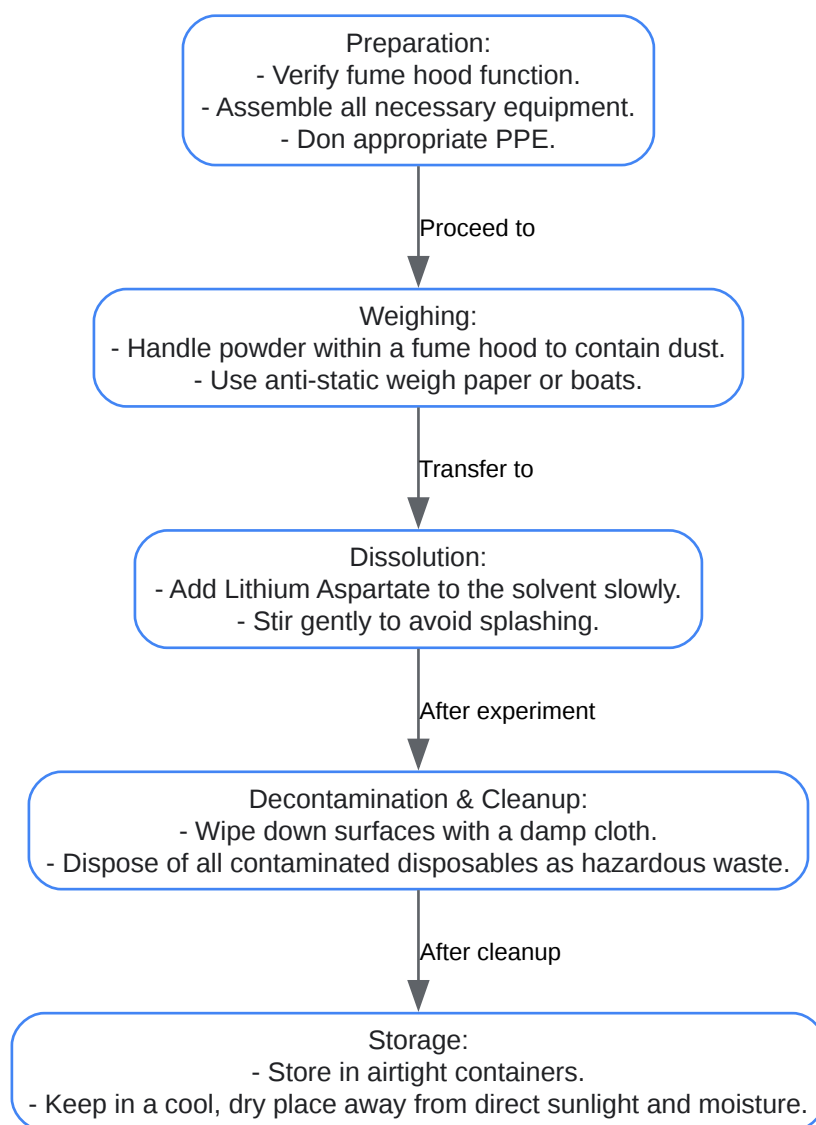 Preparation:
- Verify fume hood function.
- Assemble all necessary equipment.
- Don appropriate PPE.
Proceed to
Weighing:
- Handle powder within a fume hood to contain dust.
- Use anti-static weigh paper or boats.
Transfer to
Dissolution:
- Add Lithium Aspartate to the solvent slowly.
- Stir gently to avoid splashing.
After experiment
Decontamination & Cleanup:
- Wipe down surfaces with a damp cloth.
- Dispose of all contaminated disposables as hazardous waste.
After cleanup
Storage:
- Store in airtight containers.
- Keep in a cool, dry place away from direct sunlight and moisture.